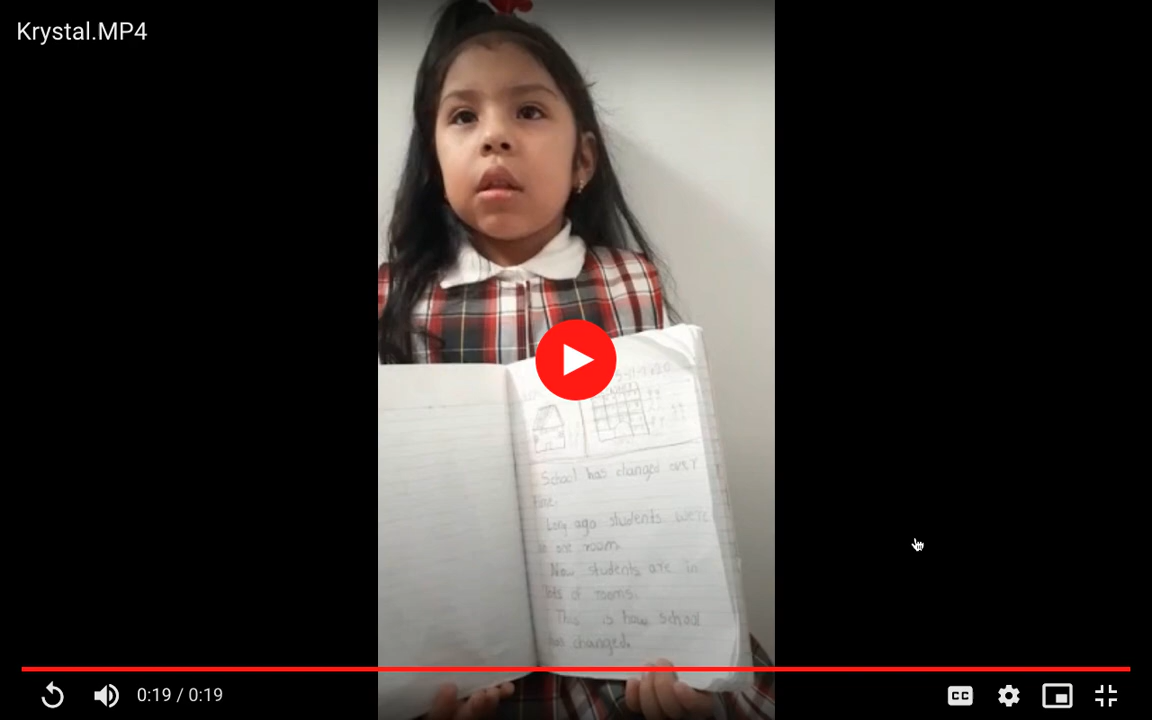 Krystal.MP4
School has changed over
time.
Long ago students were
in one room.
Now students are in
lots of rooms.
This is how school
has changed.
0:19 / 0:19
CC